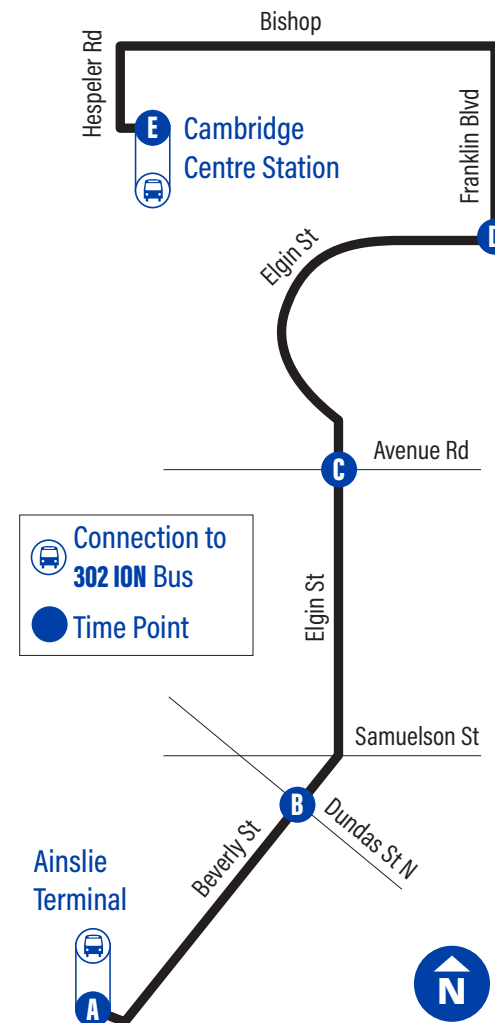 Bishop
Hespeler Rd
Franklin Blvd
E
Cambridge
Centre Station
D
Elgin St
C
Avenue Rd
Connection to
302 ION Bus
Time Point
Elgin St
Samuelson St
B
Dundas St N
Beverly St
Ainslie
Terminal
A
N